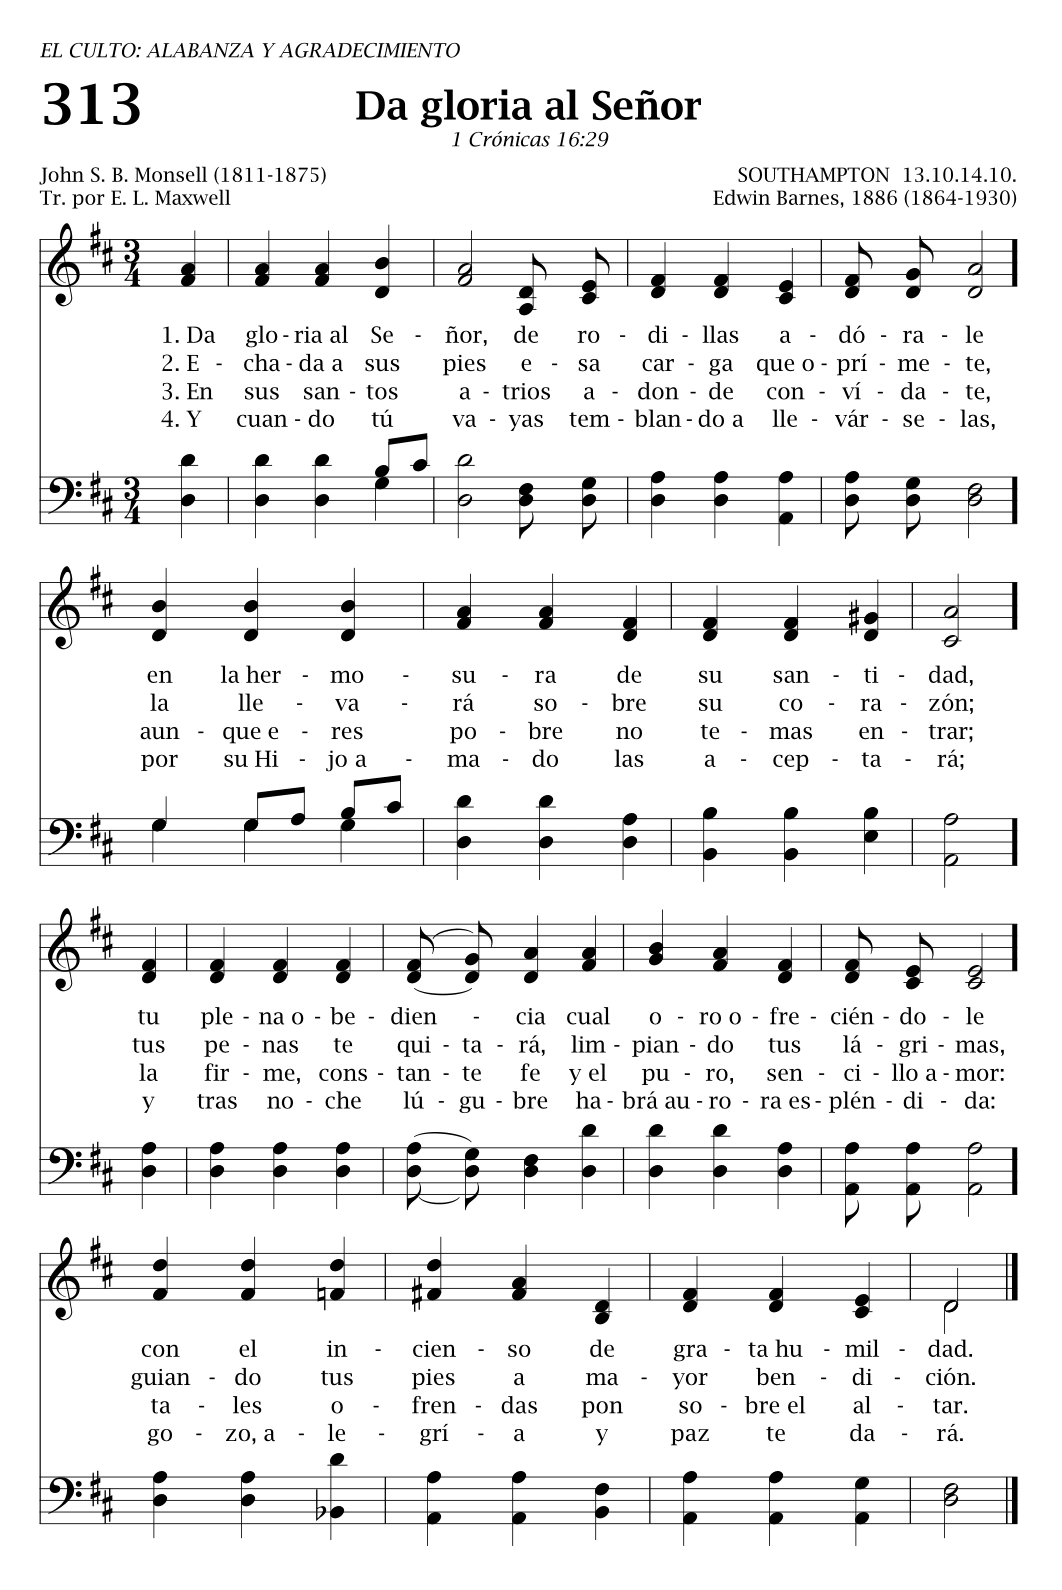 EL CULTO: ALABANZA Y AGRADECIMIENTO
313
Da gloria al Señor
1 Crónicas 16:29
John S. B. Monsell (1811-1875)
SOUTHAMPTON 13.10.14.10.
Tr. por E. L. Maxwell
Edwin Barnes, 1886 (1864-1930)
3
4
1. Da glo - ria al Se - ñor, de ro - di - llas a - dó - ra - le
2. E - cha - da a sus pies e - sa car - ga que o - prí - me - te,
3. En sus san - tos a - trios a - don - de con - ví - da - te,
4. Y cuan - do tú va - yas tem - blan - do a lle - vár - se - las,
3
4
en la her - mo - su - ra de su san - ti - dad,
la lle - va - rá so - bre su co - ra - zón;
aun - que e - res po - bre no te - mas en - trar;
por su Hi - jo a - ma - do las a - cep - ta - rá;
tu ple - na o - be - dien - cia cual o - ro o - fre - cién - do - le
tus pe - nas te qui - ta - rá, lim - pian - do tus lá - gri - mas,
la fir - me, cons - tan - te fe y el pu - ro, sen - ci - llo a - mor:
y tras no - che lú - gu - bre ha - brá au - ro - ra es - plén - di - da:
con el in - cien - so de gra - ta hu - mil - dad.
guian - do tus pies a ma - yor ben - di - ción.
ta - les o - fren - das pon so - bre el al - tar.
go - zo, a - le - grí - a y paz te da - rá.